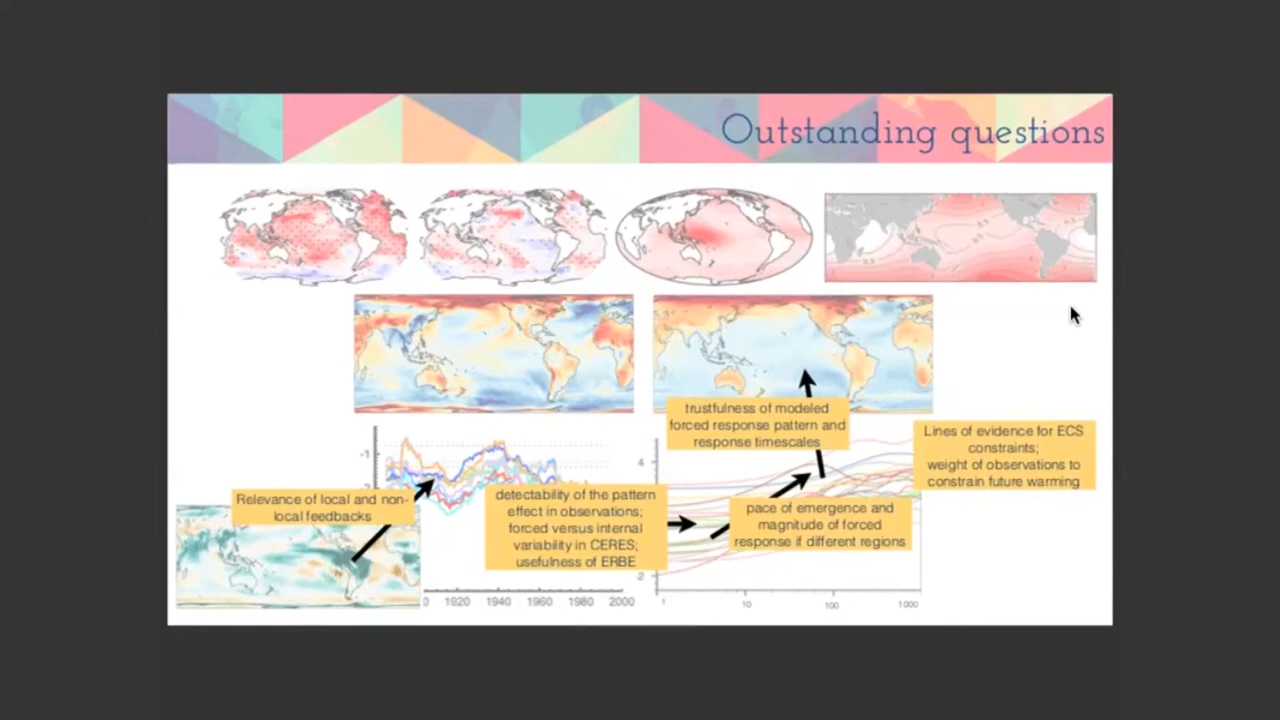 Outstanding questions
trustfulness of modeled
forced response pattern and
response timescales
Lines of evidence for ECS
constraints;
weight of observations to
constrain future warming
-1
4
Relevance of local and non-
local feedbacks
detectability of the pattern
effect in observations;
forced versus internal
variability in CERES;
usefulness of ERBE
pace of emergence and
magnitude of forced
response if different regions
2
0 1920 1940 1960 1980 2000
1 10 100 1000